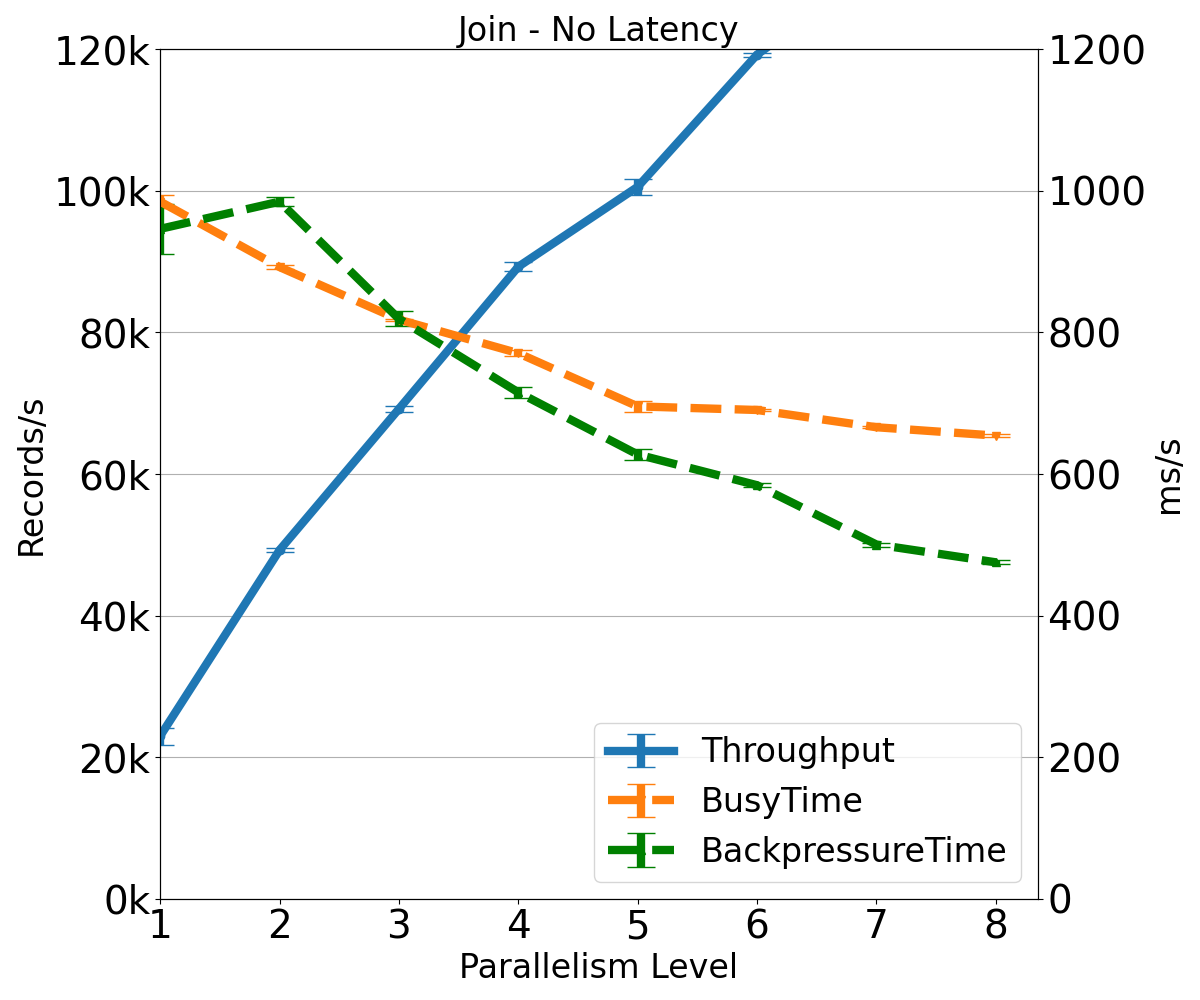 Join - No Latency
120k
100k
80k
60k
40k
20k
0k
Records/s
1200
1000
800
600
400
200
0
ms/s
1 2 3 4 5 6 7 8
Parallelism Level
Throughput
BusyTime
BackpressureTime